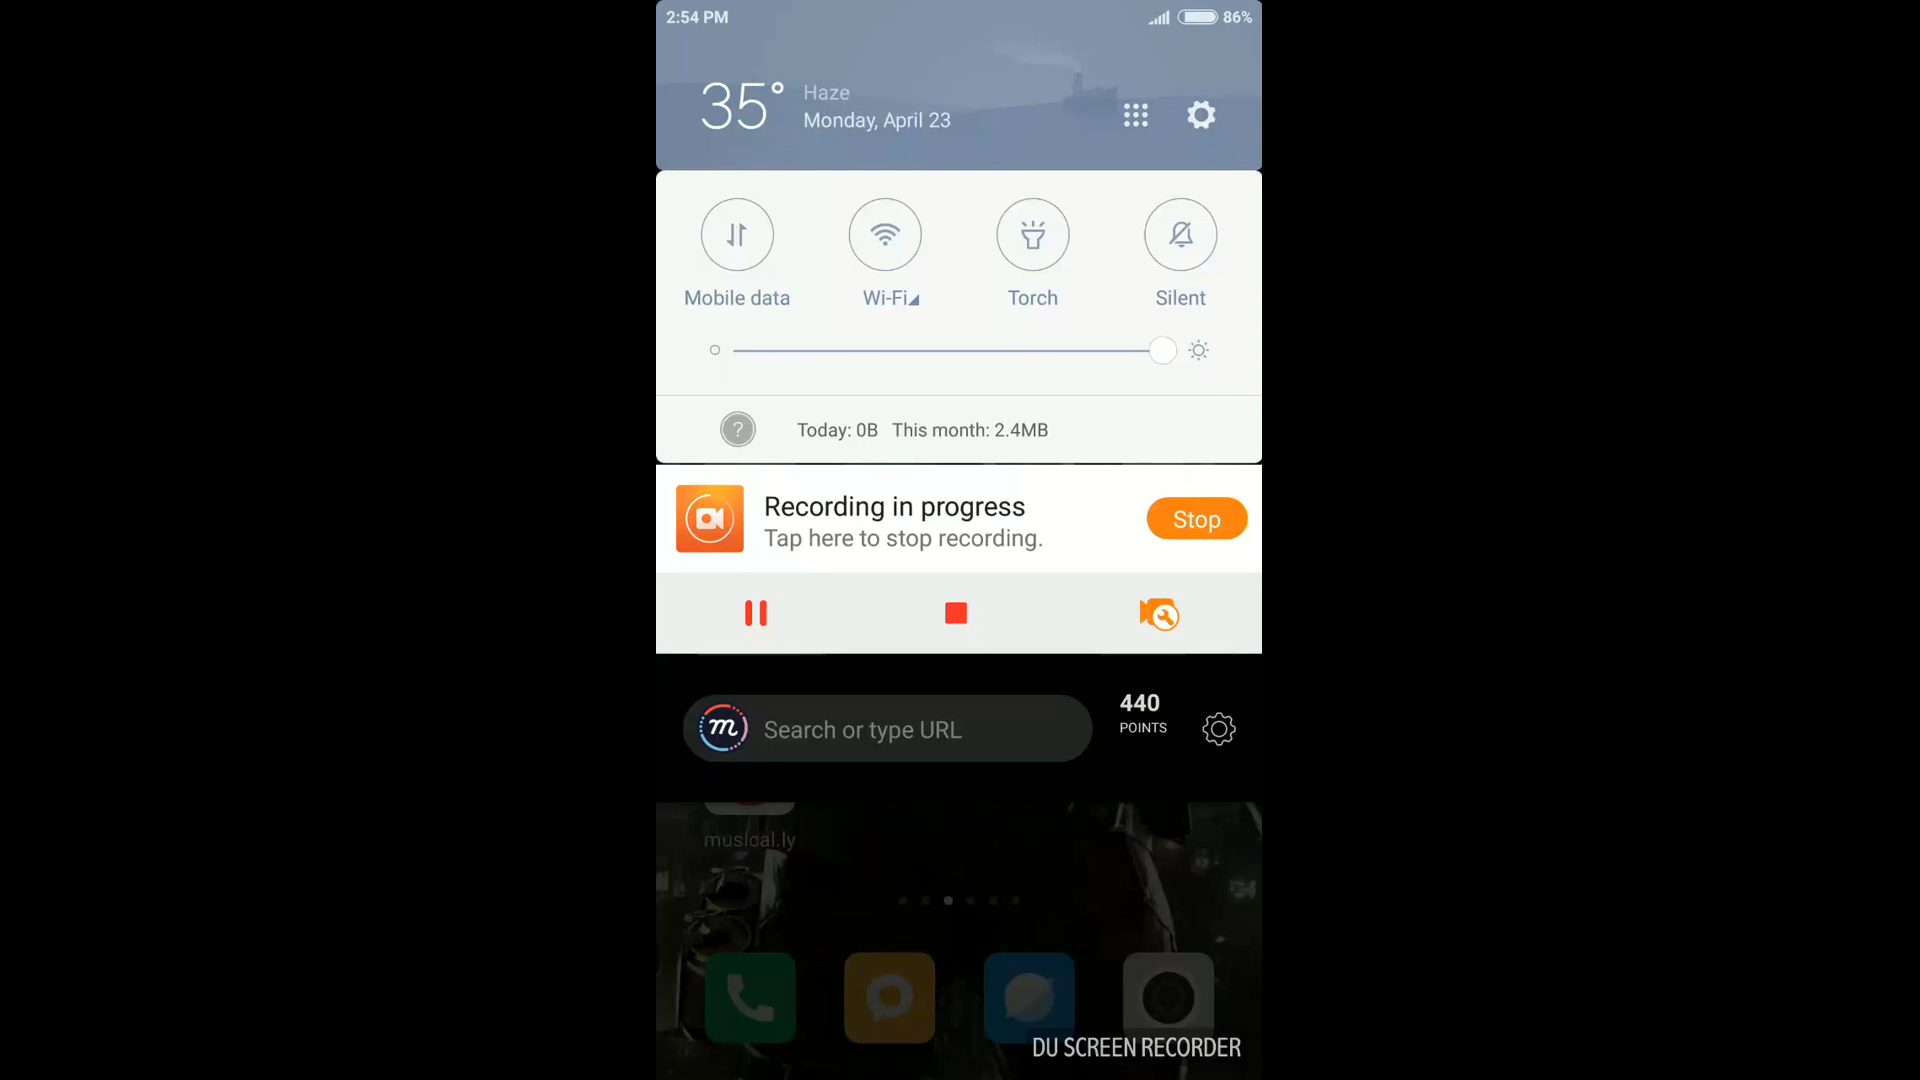 2:54 PM
86%
35°
Haze
Monday, April 23
Mobile data
Wi-Fi
Torch
Silent
?
Today: 0B This month: 2.4MB
Recording in progress
Tap here to stop recording.
Stop
m
Search or type URL
440
POINTS
musical.ly
DU SCREEN RECORDER